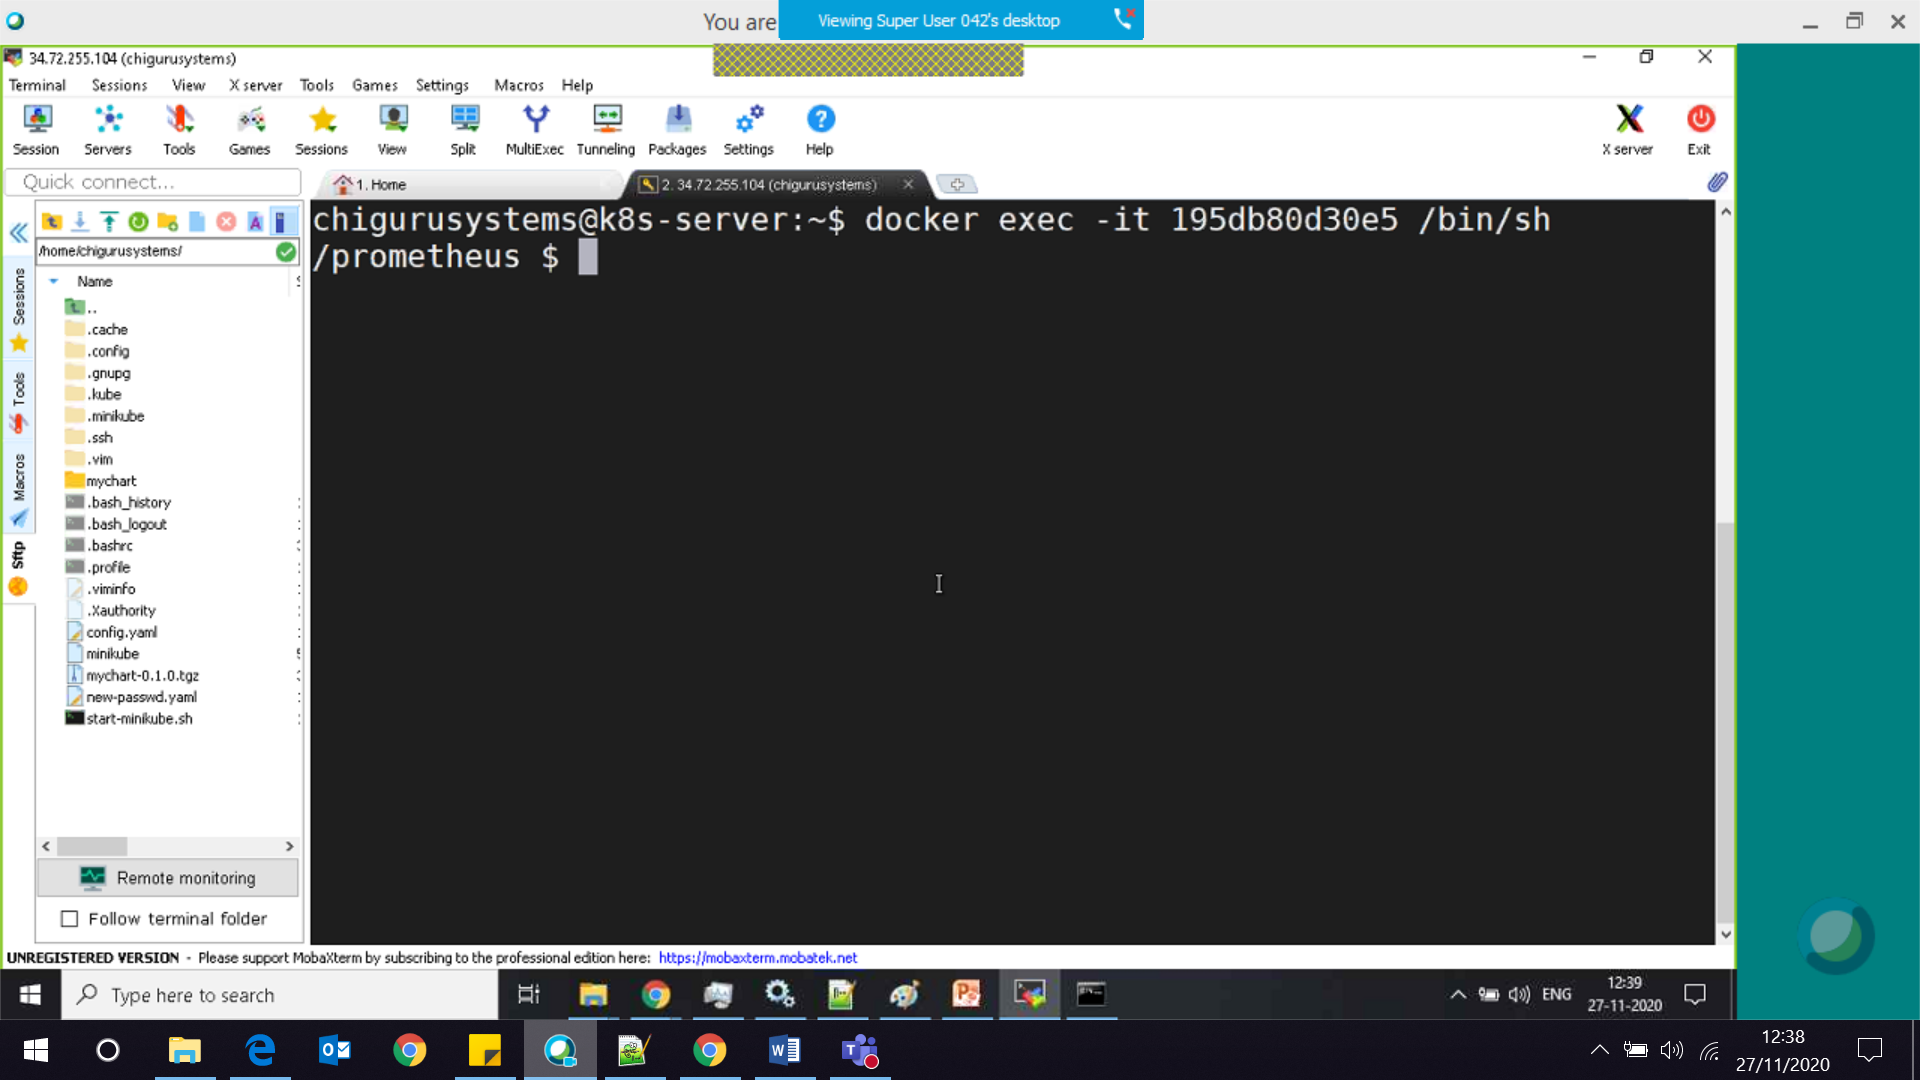 You are
Viewing Super User 042's desktop
34.72.255.104 (chigurusystems)
Terminal Sessions View X server Tools Games Settings Macros Help
Session Servers Tools Games Sessions View Split MultiExec Tunneling Packages Settings Help X server Exit
Quick connect...
1. Home
2. 34.72.255.104 (chigurusystems)
/home/chigurusystems/
Name
..
.cache
.config
.gnupg
.kube
.minikube
.ssh
.vim
mychart
.bash_history
.bash_logout
.bashrc
.profile
.viminfo
.Xauthority
config.yaml
minikube
mychart-0.1.0.tgz
new-passwd.yaml
start-minikube.sh
Sessions
Tools
Macros
Sftp
chigurusystems@k8s-server:~$ docker exec -it 195db80d30e5 /bin/sh
/prometheus $
Remote monitoring
Follow terminal folder
UNREGISTERED VERSION - Please support MobaXterm by subscribing to the professional edition here: https://mobaxterm.mobatek.net
Type here to search
ENG
12:39
27-11-2020
12:38
27/11/2020